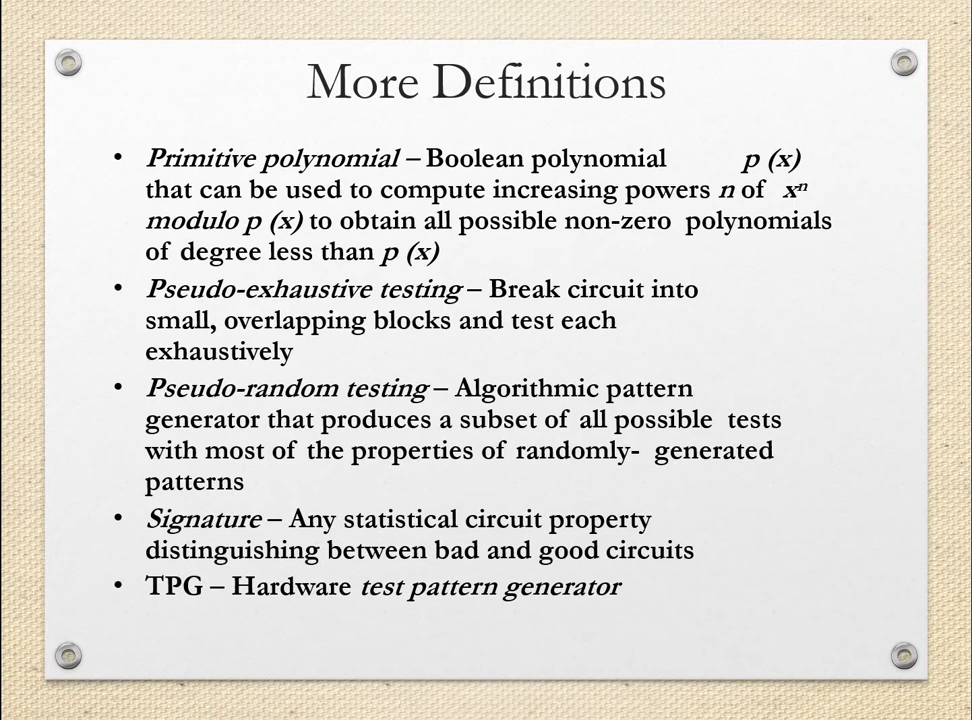 More Definitions
• Primitive polynomial – Boolean polynomial p (x)
that can be used to compute increasing powers n of xⁿ
modulo p (x) to obtain all possible non-zero polynomials
of degree less than p (x)
• Pseudo-exhaustive testing – Break circuit into
small, overlapping blocks and test each
exhaustively
• Pseudo-random testing – Algorithmic pattern
generator that produces a subset of all possible tests
with most of the properties of randomly- generated
patterns
• Signature – Any statistical circuit property
distinguishing between bad and good circuits
• TPG – Hardware test pattern generator